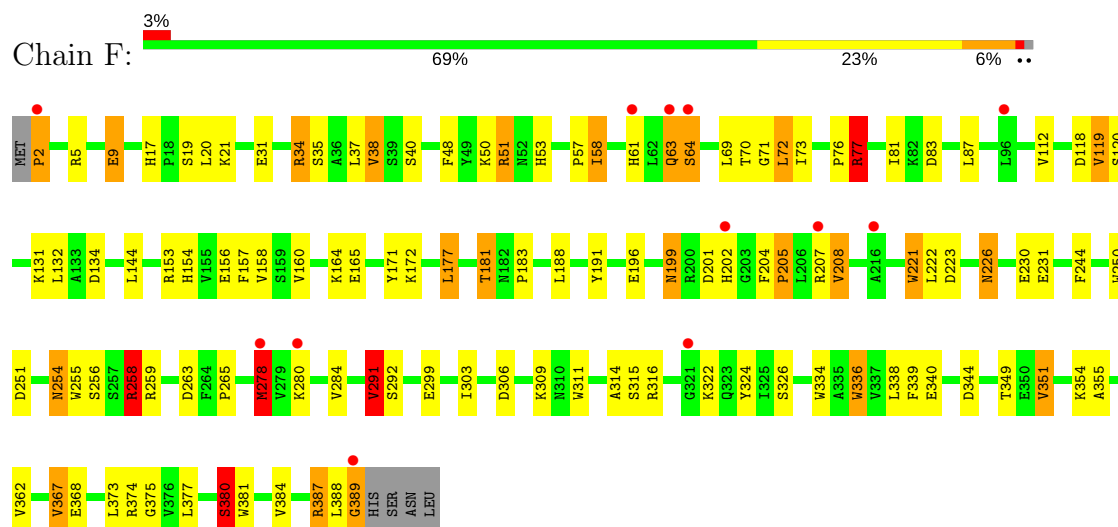 3%
Chain F:
69% 23% 6% ••
MET P2 R5 E9 H17 P18 S19 L20 K21 E31 R34 S35 A36 L37 V38 S39 S40 F48 Y49 K50 R51 N52 H53 P57 I58 H61 L62 Q63 S64 L69 T70 G71 L72 I73 P76 R77 I81 K82 D83 L87 L96 V112 D118 V119 S120
K131 L132 A133 D134 L144 R153 H154 V155 E156 F157 V158 S159 V160 K164 E165 Y171 K172 L177 T181 N182 P183 L188 Y191 E196 N199 R200 D201 H202 G203 F204 P205 L206 R207 V208 A216 W221 L222 D223 N226 E230 E231 F244 W250
D251 N254 W255 S256 S257 R258 R259 D263 F264 P265 M278 V279 K280 V284 V291 S292 E299 I303 D306 K309 N310 W311 A314 S315 R316 G321 K322 Q323 Y324 I325 S326 W334 A335 W336 V337 L338 F339 E340 D344 T349 E350 V351 K354 A355
V362 V367 E368 L373 R374 G375 V376 L377 S380 W381 V384 R387 L388 G389 HIS SER ASN LEU